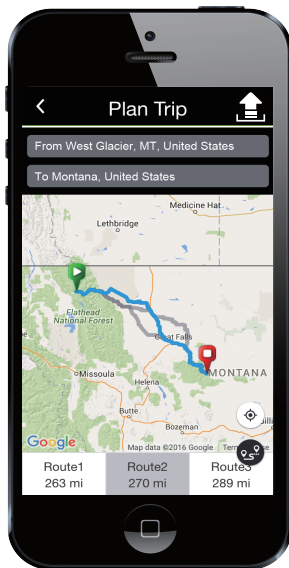 Plan Trip
From West Glacier, MT, United States
To Montana, United States
Medicine Hat
Lethbridge
Flathead
National Forest
Great Falls
Missoula
MONTANA
Helena
Butte
Bozeman
Google
Map data ©2016 Google
Route1
Route2
Route3
263 mi
270 mi
289 mi